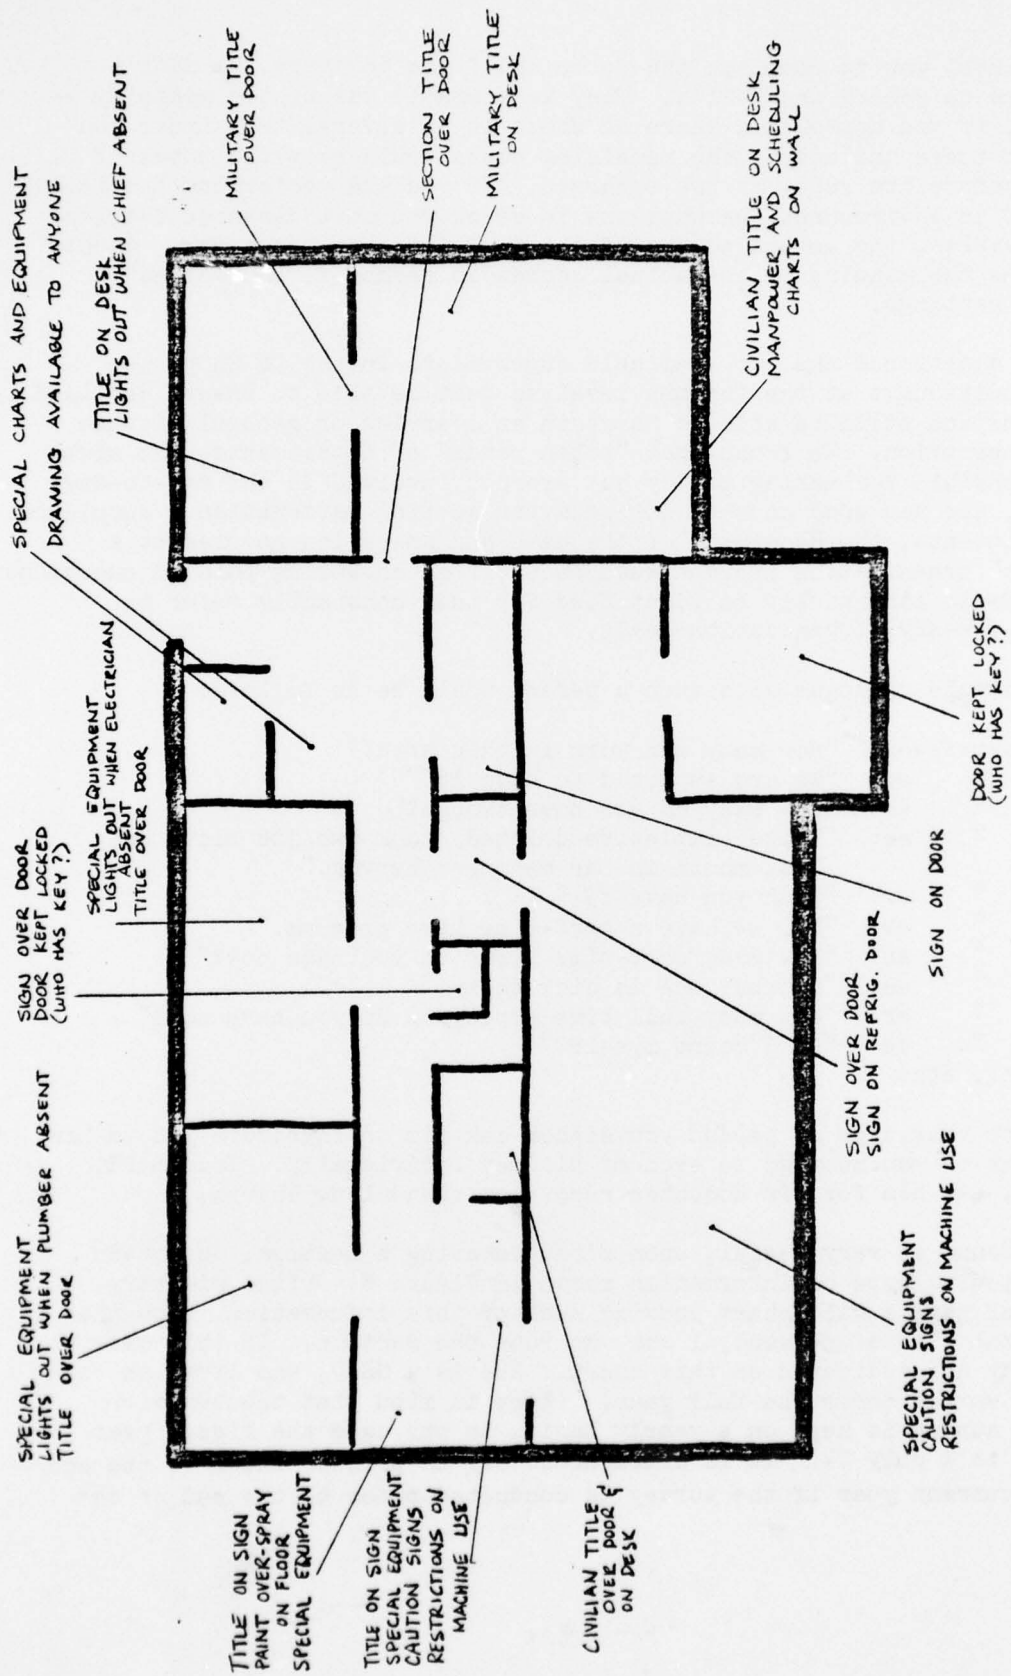 SPECIAL EQUIPMENT
LIGHTS OUT WHEN PLUMBER ABSENT
TITLE OVER DOOR
SIGN OVER DOOR
DOOR KEPT LOCKED
(WHO HAS KEY?)
SPECIAL EQUIPMENT
LIGHTS OUT WHEN ELECTRICIAN
ABSENT
TITLE OVER DOOR
SPECIAL CHARTS AND EQUIPMENT
DRAWING AVAILABLE TO ANYONE
TITLE ON DESK
LIGHTS OUT WHEN CHIEF ABSENT
MILITARY TITLE
OVER DOOR
SECTION TITLE
OVER DOOR
MILITARY TITLE
ON DESK
CIVILIAN TITLE ON DESK
MANPOWER AND SCHEDULING
CHARTS ON WALL
TITLE ON SIGN
PAINT OVER-SPRAY
ON FLOOR
SPECIAL EQUIPMENT
TITLE ON SIGN
SPECIAL EQUIPMENT
CAUTION SIGNS
RESTRICTIONS ON
MACHINE USE
CIVILIAN TITLE
OVER DOOR &
ON DESK
SPECIAL EQUIPMENT
CAUTION SIGNS
RESTRICTIONS ON MACHINE USE
SIGN OVER DOOR
SIGN ON REFRIG. DOOR
SIGN ON DOOR
DOOR KEPT LOCKED
(WHO HAS KEY?)